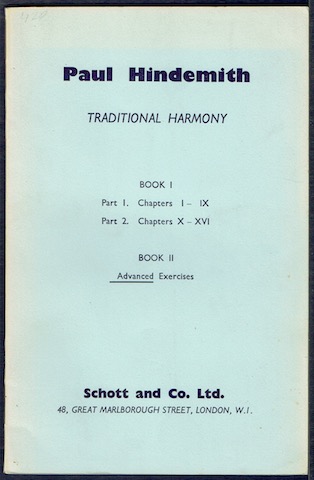 Paul Hindemith
TRADITIONAL HARMONY
BOOK I
Part 1. Chapters I – IX
Part 2. Chapters X – XVI
BOOK II
Advanced Exercises
Schott and Co. Ltd.
48, GREAT MARLBOROUGH STREET, LONDON, W.1.